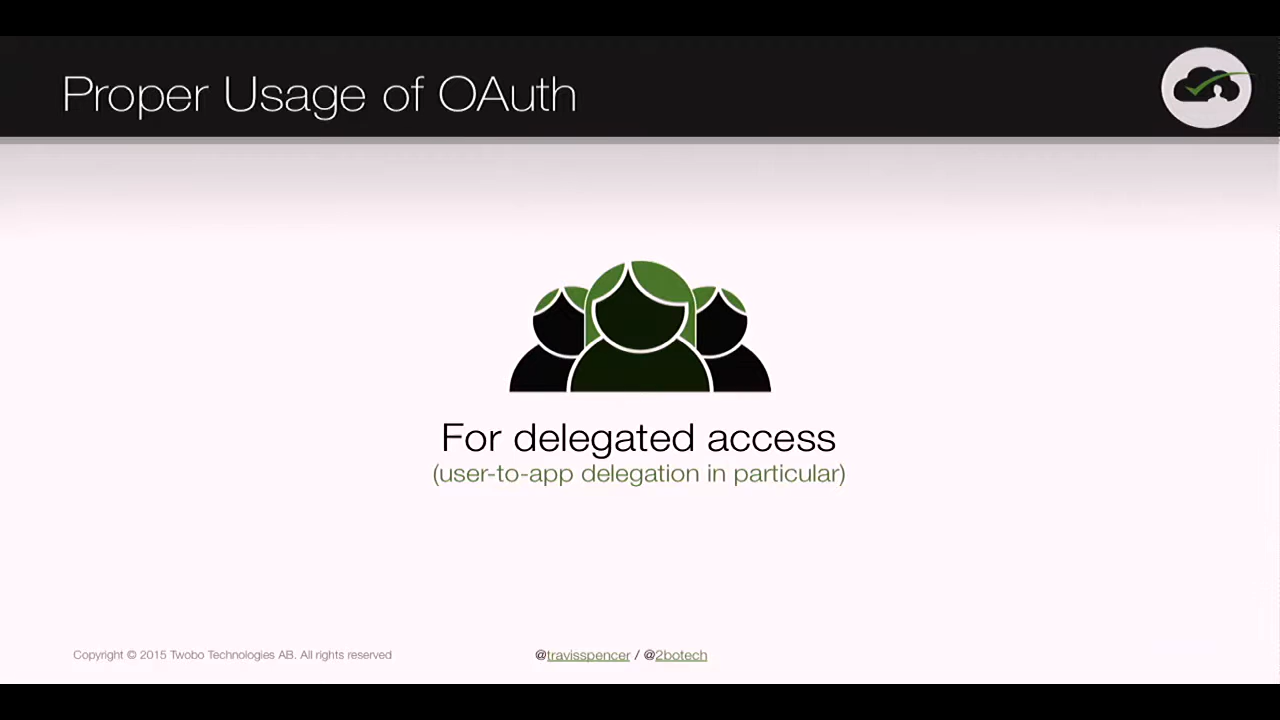 Proper Usage of OAuth
For delegated access
(user-to-app delegation in particular)
Copyright © 2015 Twobo Technologies AB. All rights reserved
@travisspencer / @2botech